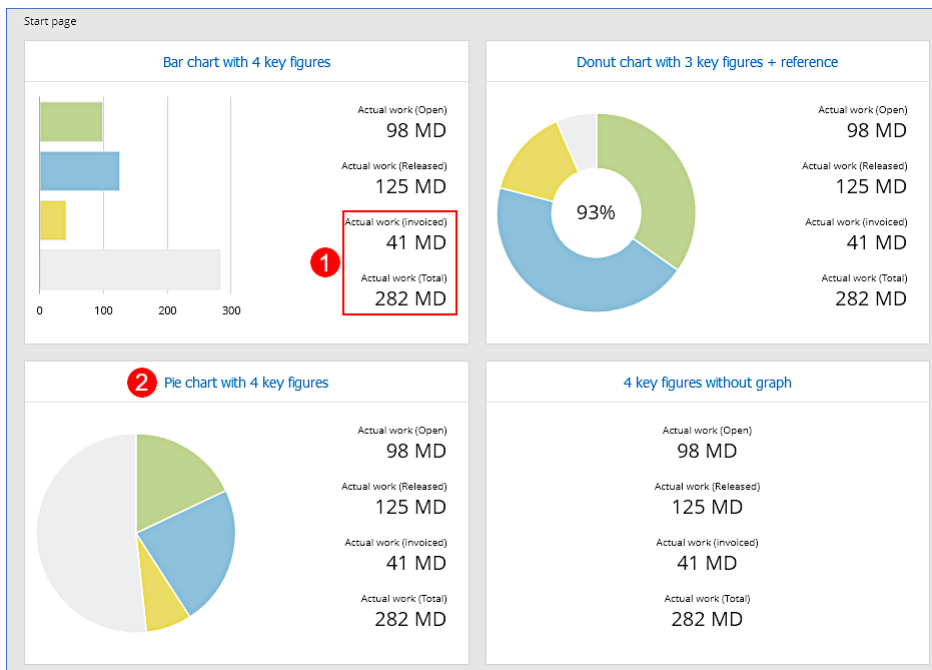 Start page
Bar chart with 4 key figures
Actual work (Open)
98 MD
Actual work (Released)
125 MD
Actual work (invoiced)
41 MD
1
Actual work (Total)
282 MD
0 100 200 300
Donut chart with 3 key figures + reference
93%
Actual work (Open)
98 MD
Actual work (Released)
125 MD
Actual work (invoiced)
41 MD
Actual work (Total)
282 MD
2 Pie chart with 4 key figures
Actual work (Open)
98 MD
Actual work (Released)
125 MD
Actual work (invoiced)
41 MD
Actual work (Total)
282 MD
4 key figures without graph
Actual work (Open)
98 MD
Actual work (Released)
125 MD
Actual work (invoiced)
41 MD
Actual work (Total)
282 MD